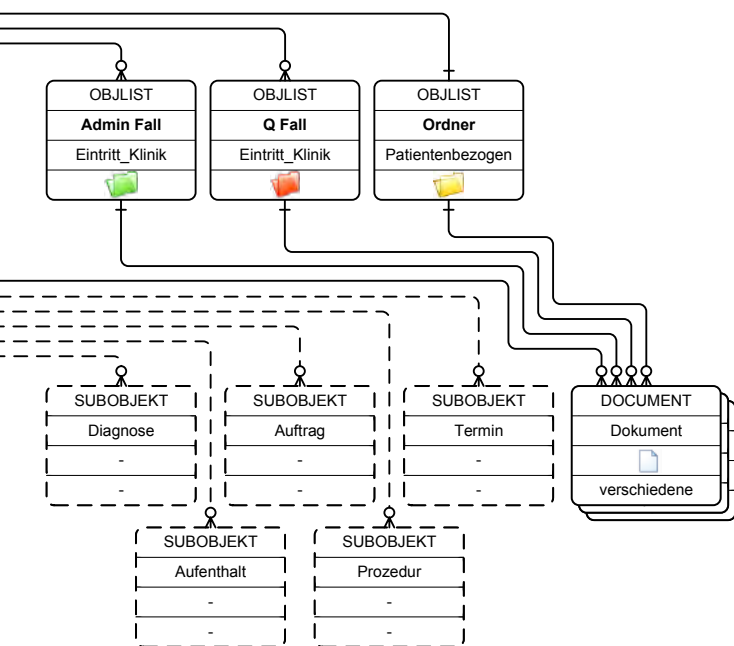 OBJLIST
Admin Fall
Eintritt_Klinik
OBJLIST
Q Fall
Eintritt_Klinik
OBJLIST
Ordner
Patientenbezogen
SUBOBJEKT
Diagnose
-
-
SUBOBJEKT
Auftrag
-
-
SUBOBJEKT
Termin
-
-
DOCUMENT
Dokument
verschiedene
SUBOBJEKT
Aufenthalt
-
-
SUBOBJEKT
Prozedur
-
-